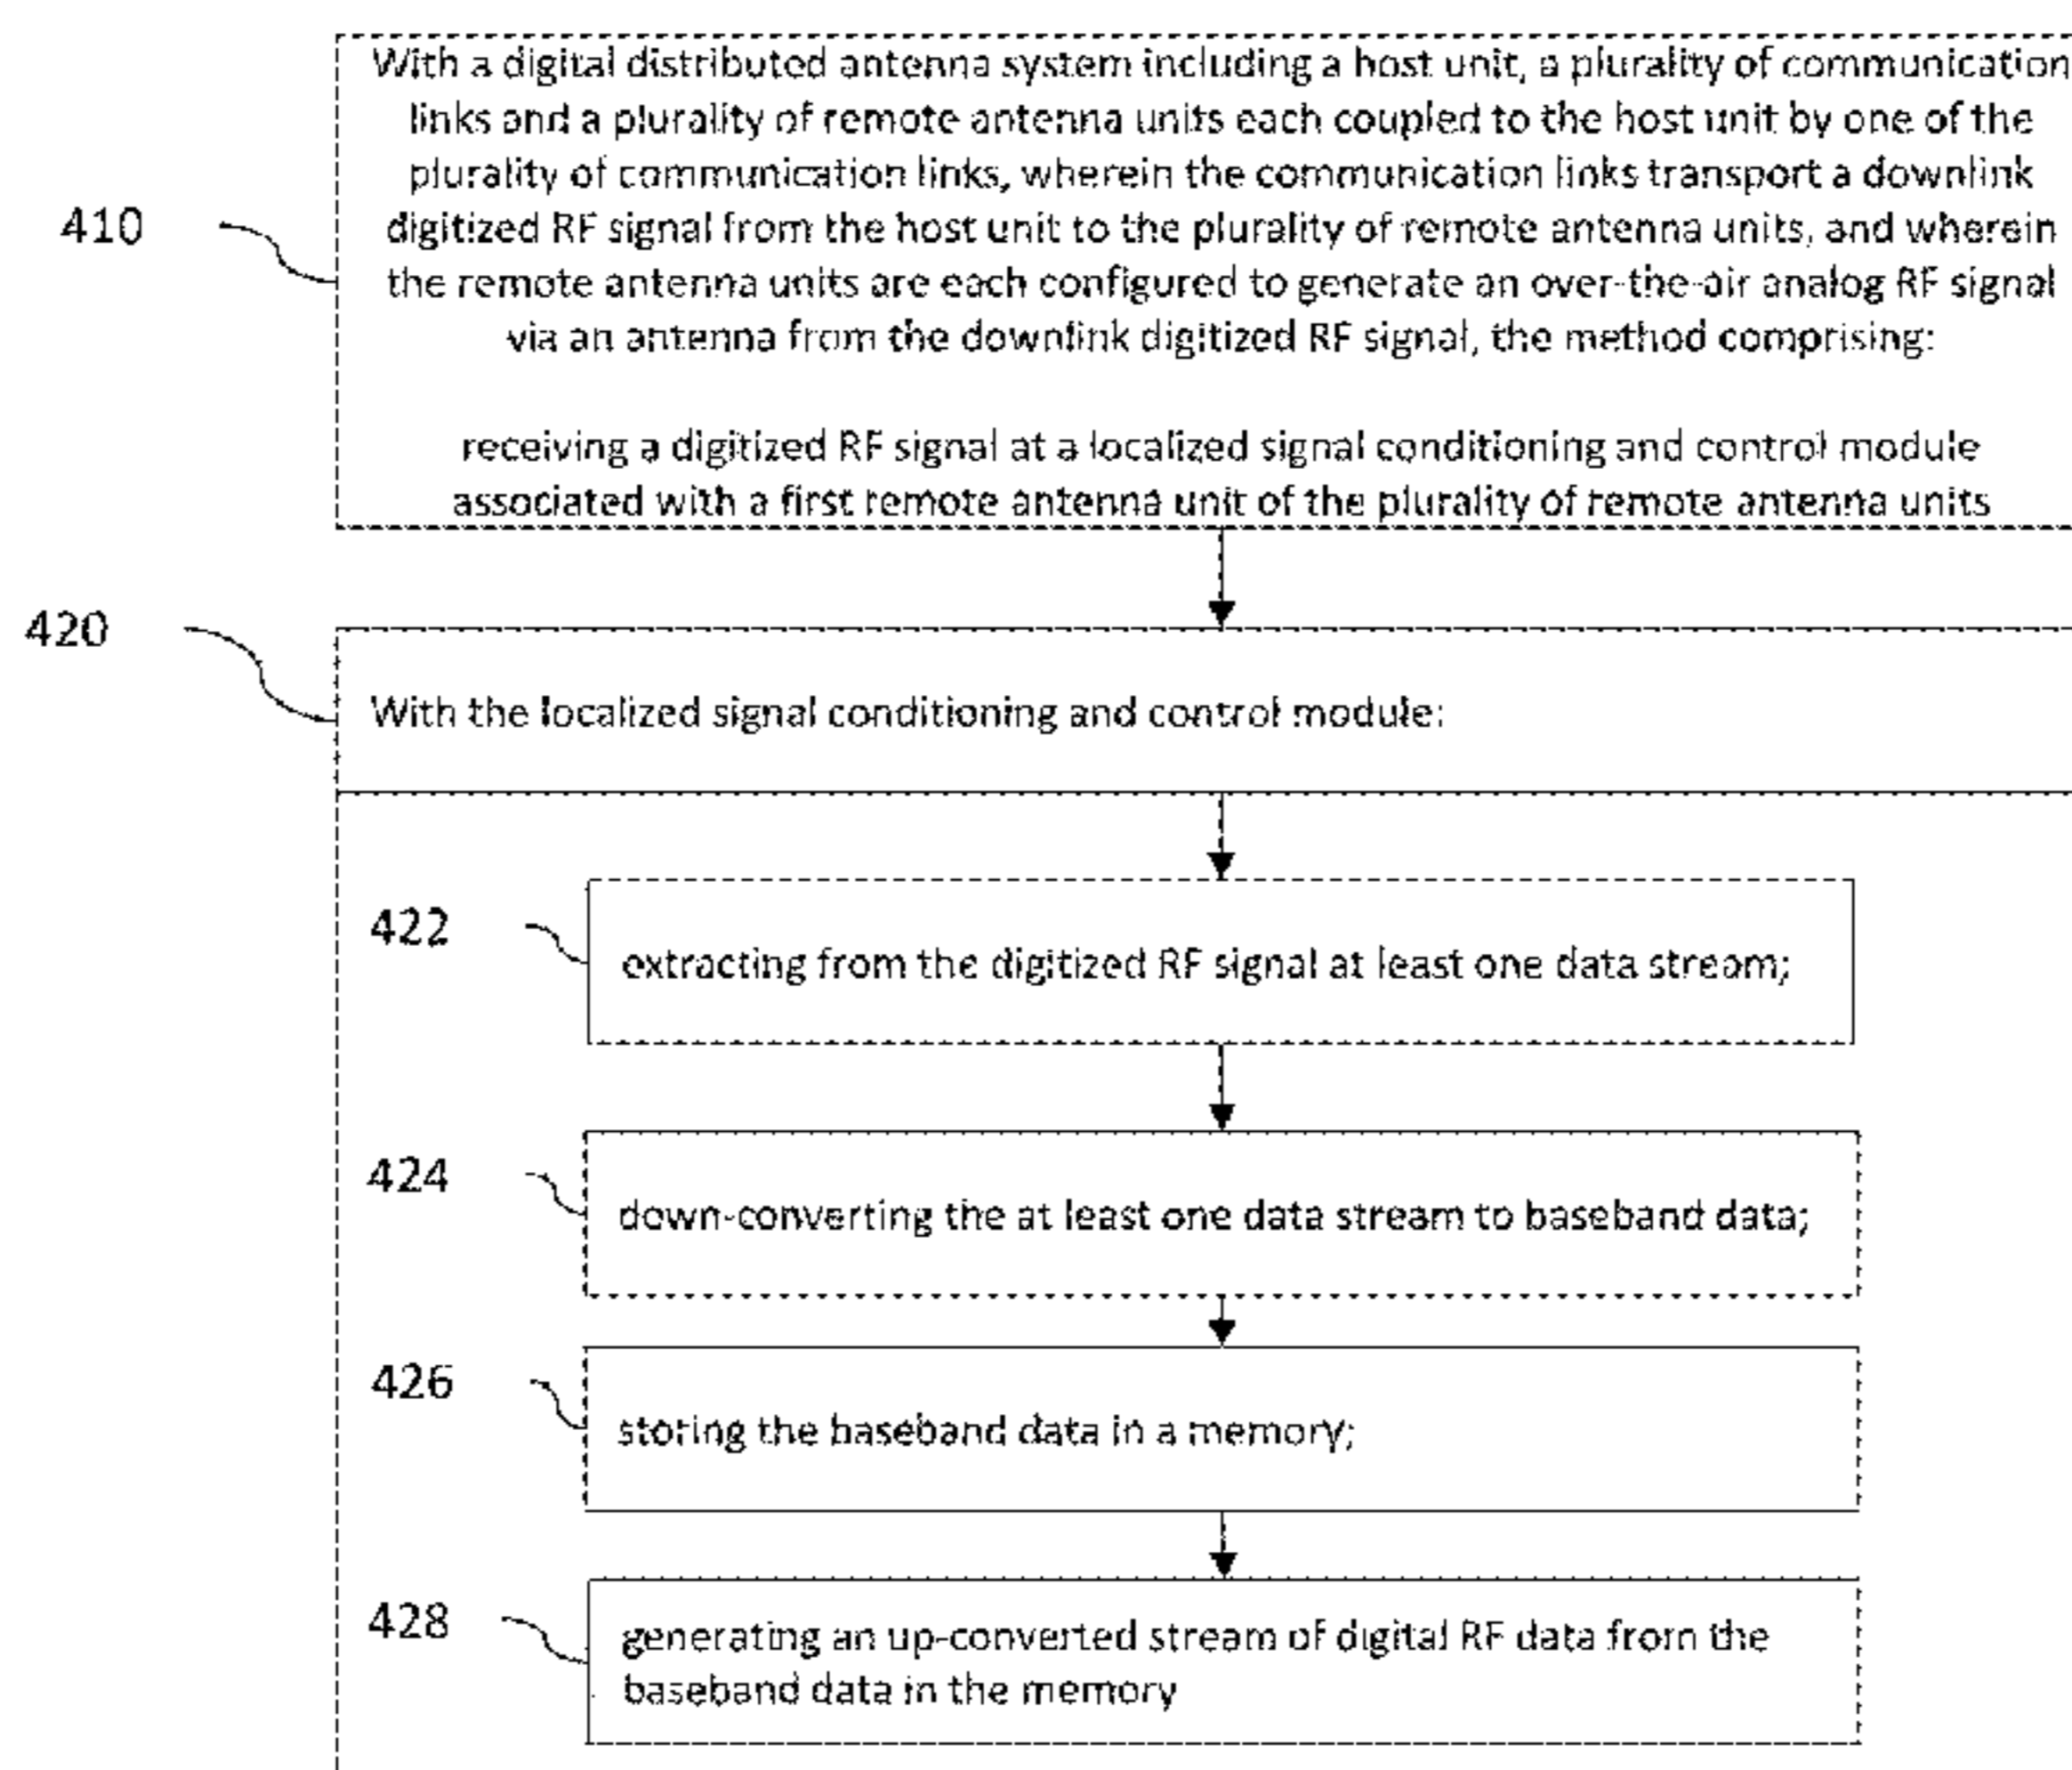 With a digital distributed antenna system including a host unit, a plurality of communication
links and a plurality of remote antenna units each coupled to the host unit by one of the
plurality of communication links, wherein the communication links transport a downlink
410
digitized RF signal from the host unit to the plurality of remote antenna units, and wherein
the remote antenna units are each configured to generate an over-the-air analog RF signal
via an antenna from the downlink digitized RF signal, the method comprising:
receiving a digitized RF signal at a localized signal conditioning and control module
associated with a first remote antenna unit of the plurality of remote antenna units
420
With the localized signal conditioning and control module:
422
extracting from the digitized RF signal at least one data stream;
424
down-converting the at least one data stream to baseband data;
426
storing the baseband data in a memory;
428
generating an up-converted stream of digital RF data from the
baseband data in the memory